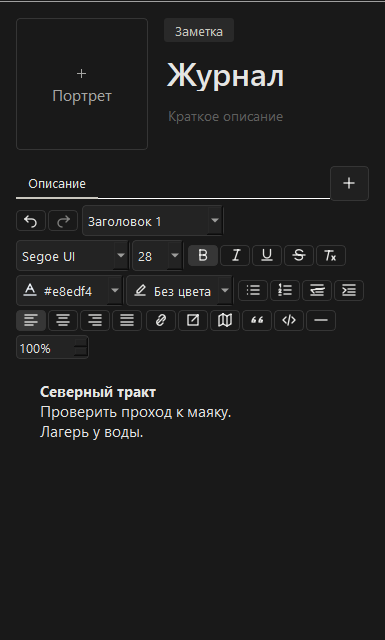 Заметка
+
Портрет
Журнал
Краткое описание
Описание
+
Заголовок 1
Segoe UI
28
B
I
U
S
Tx
A
#e8edf4
Без цвета
100%
Северный тракт
Проверить проход к маяку.
Лагерь у воды.